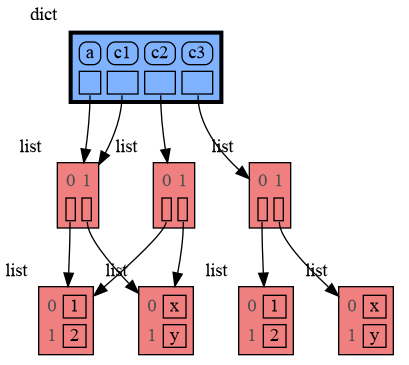 dict
a c1 c2 c3
list list list
0 1 0 1 0 1
list list list list
0 1 0 x 0 1 0 x
1 2 1 y 1 2 1 y